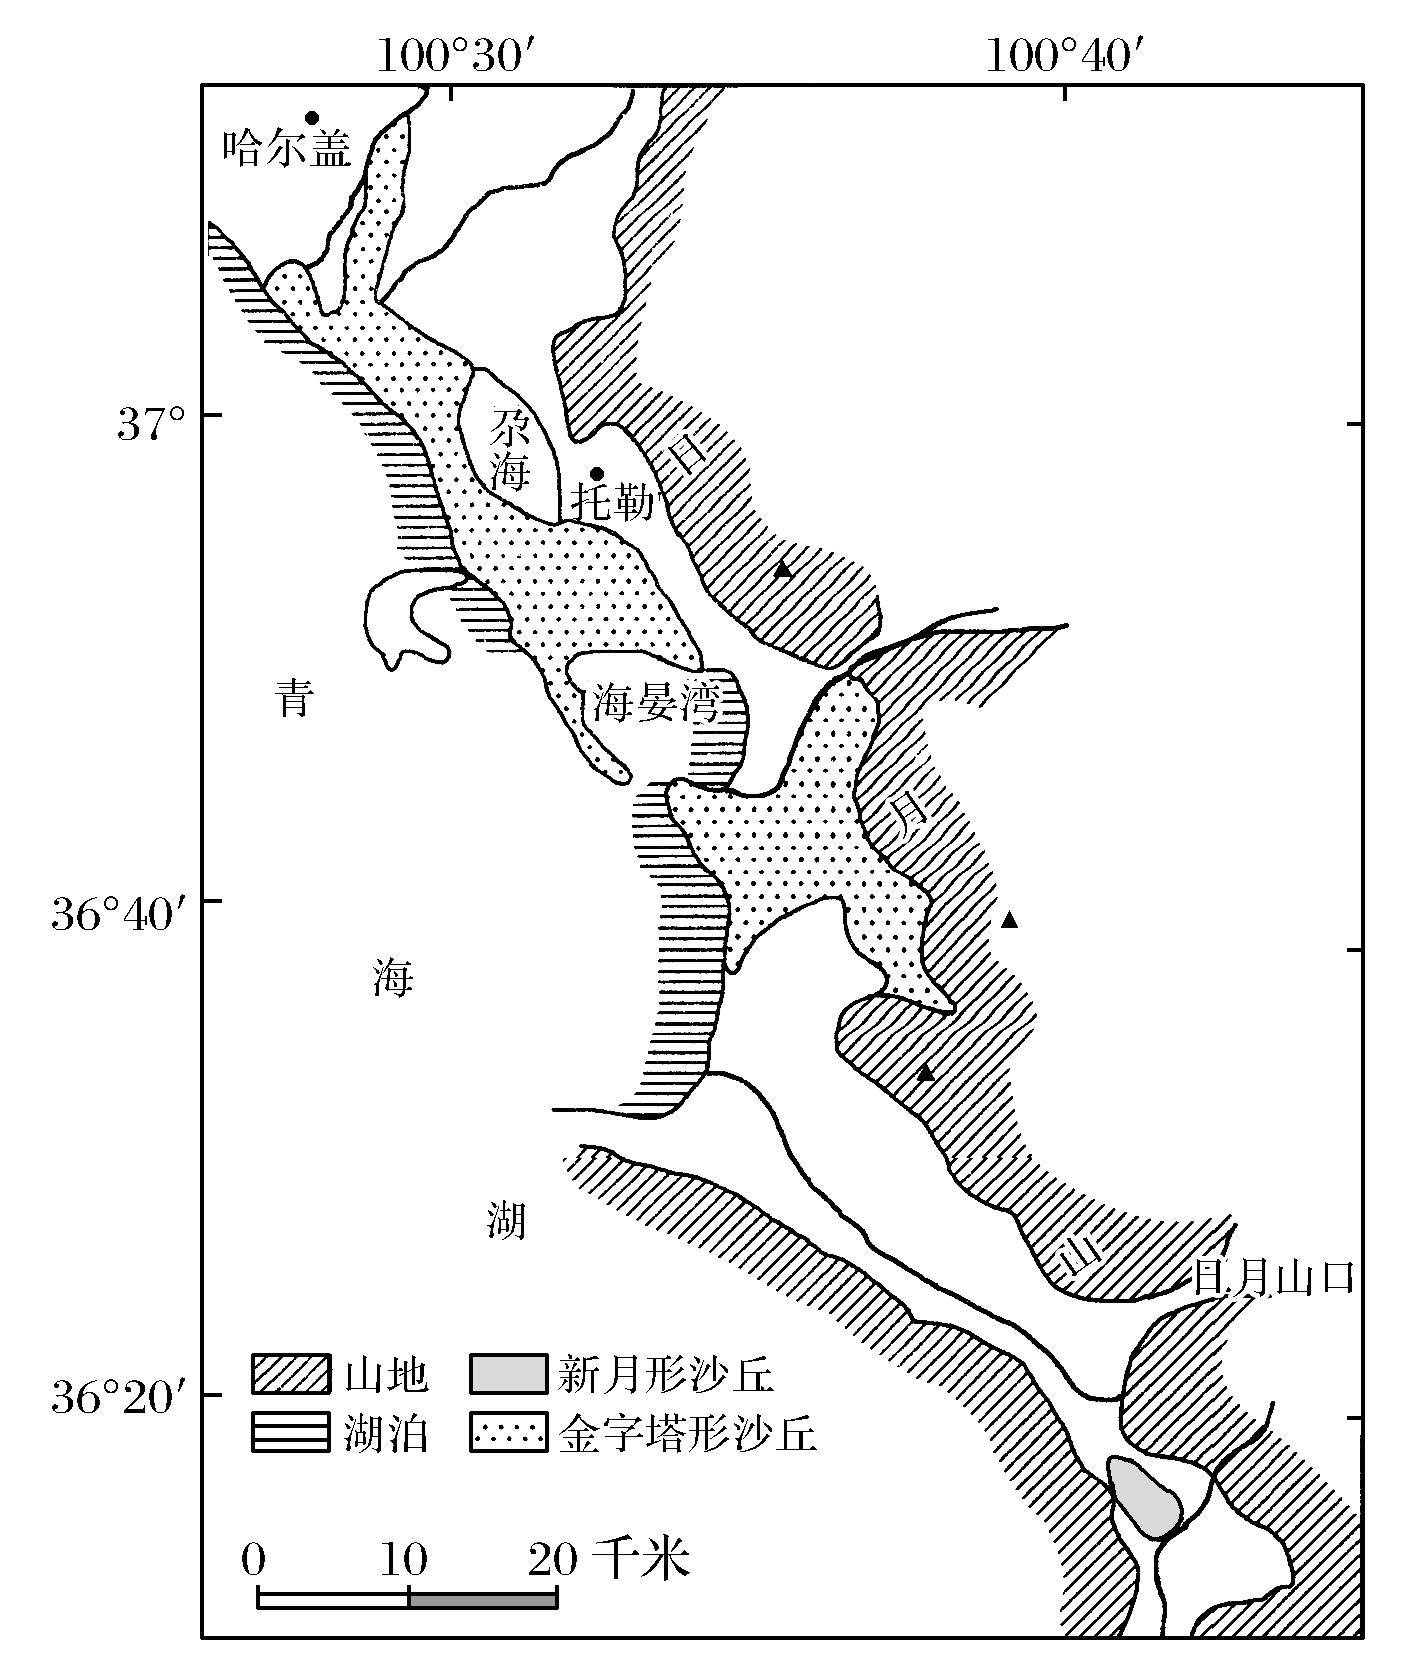 100°30′ 100°40′
哈尔盖
37°
尕海
日
托勒
青
海晏湾
月
36°40′
海
湖
山
日月山口
山地 新月形沙丘
36°20′
湖泊 金字塔形沙丘
0 10 20 千米